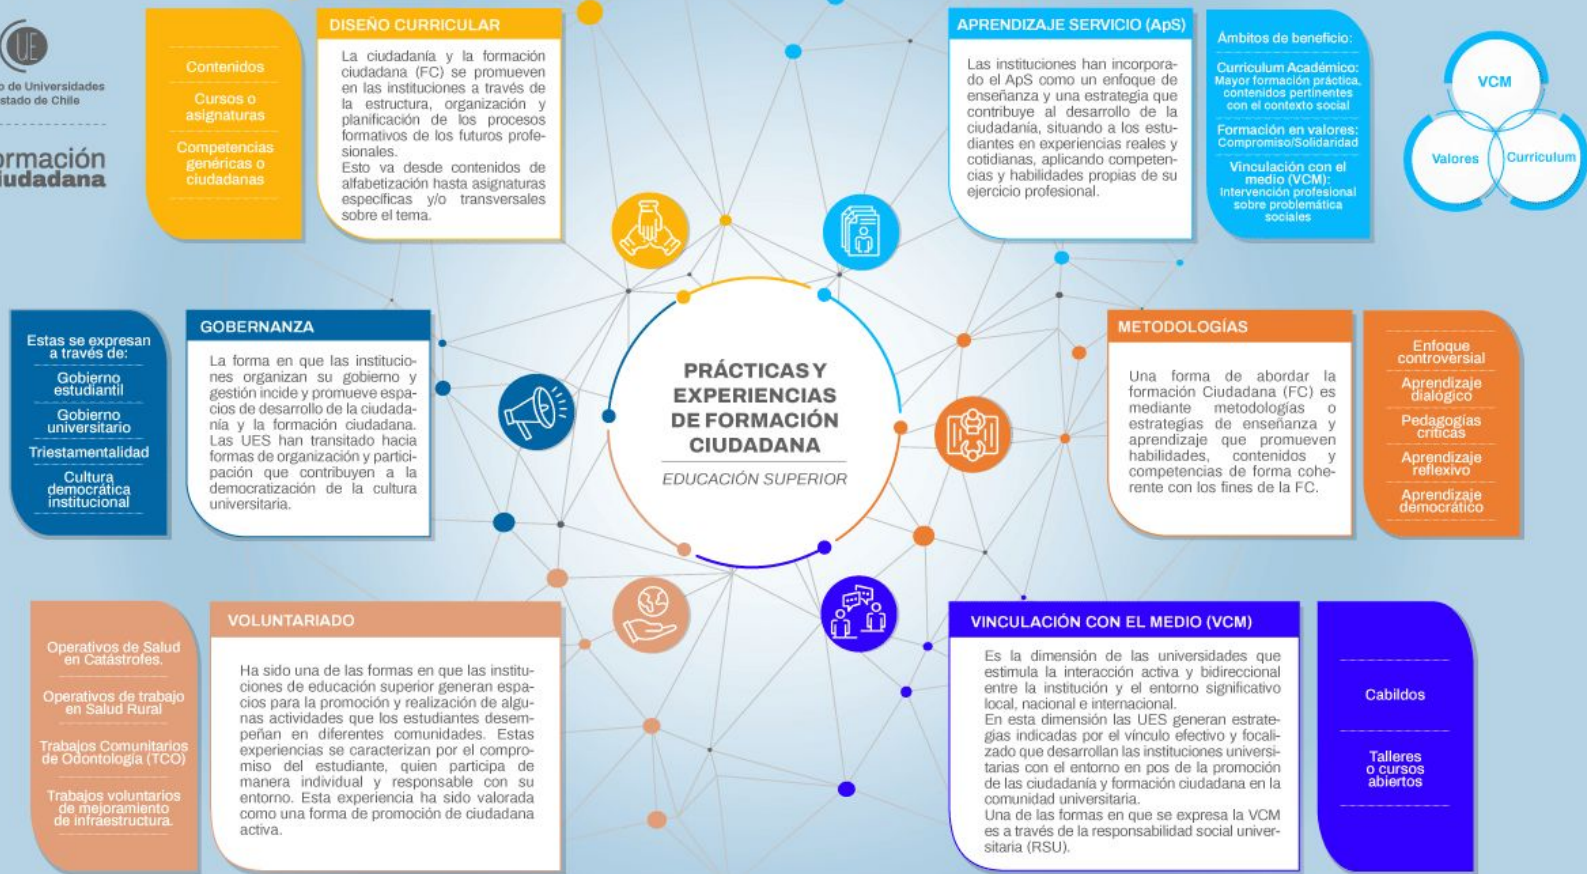 UE
de Universidades
stado de Chile
Contenidos
Cursos o
asignaturas
Competencias
genéricas o
ciudadanas
DISEÑO CURRICULAR
La ciudadanía y la formación
ciudadana (FC) se promueven
en las instituciones a través de
la estructura, organización y
planificación de los procesos
formativos de los futuros profe-
sionales.
Esto va desde contenidos de
alfabetización hasta asignaturas
específicas y/o transversales
sobre el tema.
APRENDIZAJE SERVICIO (ApS)
Las instituciones han incorpora-
do el ApS como un enfoque de
enseñanza y una estrategia que
contribuye al desarrollo de la
ciudadanía, situando a los estu-
diantes en experiencias reales y
cotidianas, aplicando competen-
cias y habilidades propias de su
ejercicio profesional.
Ámbitos de beneficio:
Curriculum Académico:
Mayor formación práctica,
contenidos pertinentes
con el contexto social
Formación en valores:
Compromiso/Solidaridad
Vinculación con el
medio (VCM):
Intervención profesional
sobre problemática
sociales
VCM
Valores
Curriculum
ormación
iudadana
Estas se expresan
a través de:
Gobierno
estudiantil
Gobierno
universitario
Triestamentalidad
Cultura
democrática
institucional
GOBERNANZA
La forma en que las institucio-
nes organizan su gobierno y
gestión incide y promueve espa-
cios de desarrollo de la ciudada-
nía y la formación ciudadana.
Las UES han transitado hacia
formas de organización y partici-
pación que contribuyen a la
democratización de la cultura
universitaria.
PRÁCTICAS Y
EXPERIENCIAS
DE FORMACIÓN
CIUDADANA
EDUCACIÓN SUPERIOR
METODOLOGÍAS
Una forma de abordar la
formación Ciudadana (FC) es
mediante metodologías o
estrategias de enseñanza y
aprendizaje que promueven
habilidades, contenidos y
competencias de forma cohe-
rente con los fines de la FC.
Enfoque
controversial
Aprendizaje
dialógico
Pedagogías
críticas
Aprendizaje
reflexivo
Aprendizaje
democrático
Operativos de Salud
en Catástrofes.
Operativos de trabajo
en Salud Rural
Trabajos Comunitarios
de Odontología (TCO)
Trabajos voluntarios
de mejoramiento
de infraestructura.
VOLUNTARIADO
Ha sido una de las formas en que las institu-
ciones de educación superior generan espa-
cios para la promoción y realización de algu-
nas actividades que los estudiantes desem-
peñan en diferentes comunidades. Estas
experiencias se caracterizan por el compro-
miso del estudiante, quien participa de
manera individual y responsable con su
entorno. Esta experiencia ha sido valorada
como una forma de promoción de ciudadana
activa.
VINCULACIÓN CON EL MEDIO (VCM)
Es la dimensión de las universidades que
estimula la interacción activa y bidireccional
entre la institución y el entorno significativo
local, nacional e internacional.
En esta dimensión las UES generan estrate-
gias indicadas por el vínculo efectivo y focali-
zado que desarrollan las instituciones universi-
tarias con el entorno en pos de la promoción
de las ciudadanía y formación ciudadana en la
comunidad universitaria.
Una de las formas en que se expresa la VCM
es a través de la responsabilidad social univer-
sitaria (RSU).
Cabildos
Talleres
o cursos
abiertos